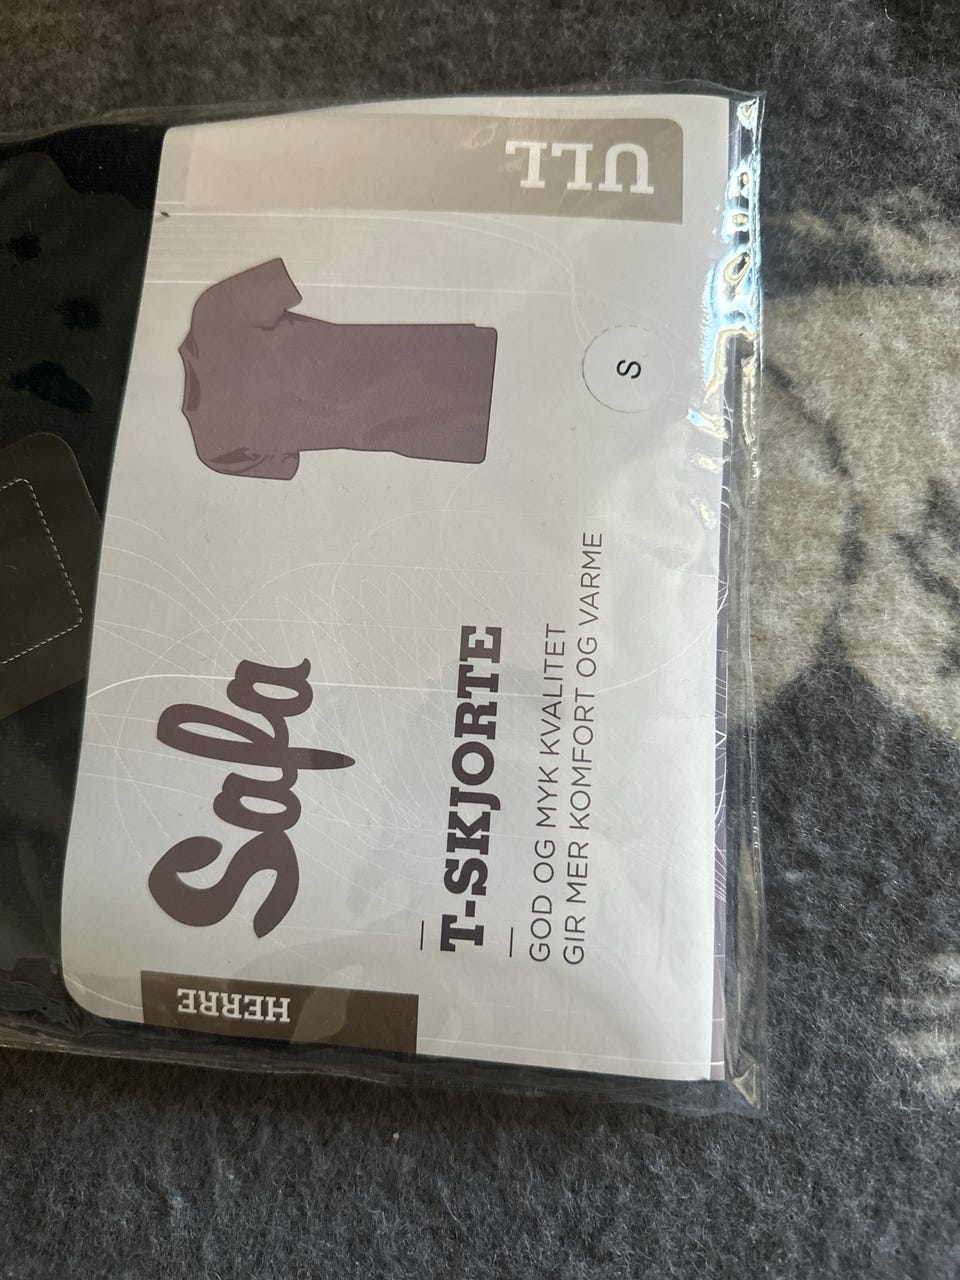 ULL
S
Safa
T-SKJORTE
GOD OG MYK KVALITET
GIR MER KOMFORT OG VARME
HERRE